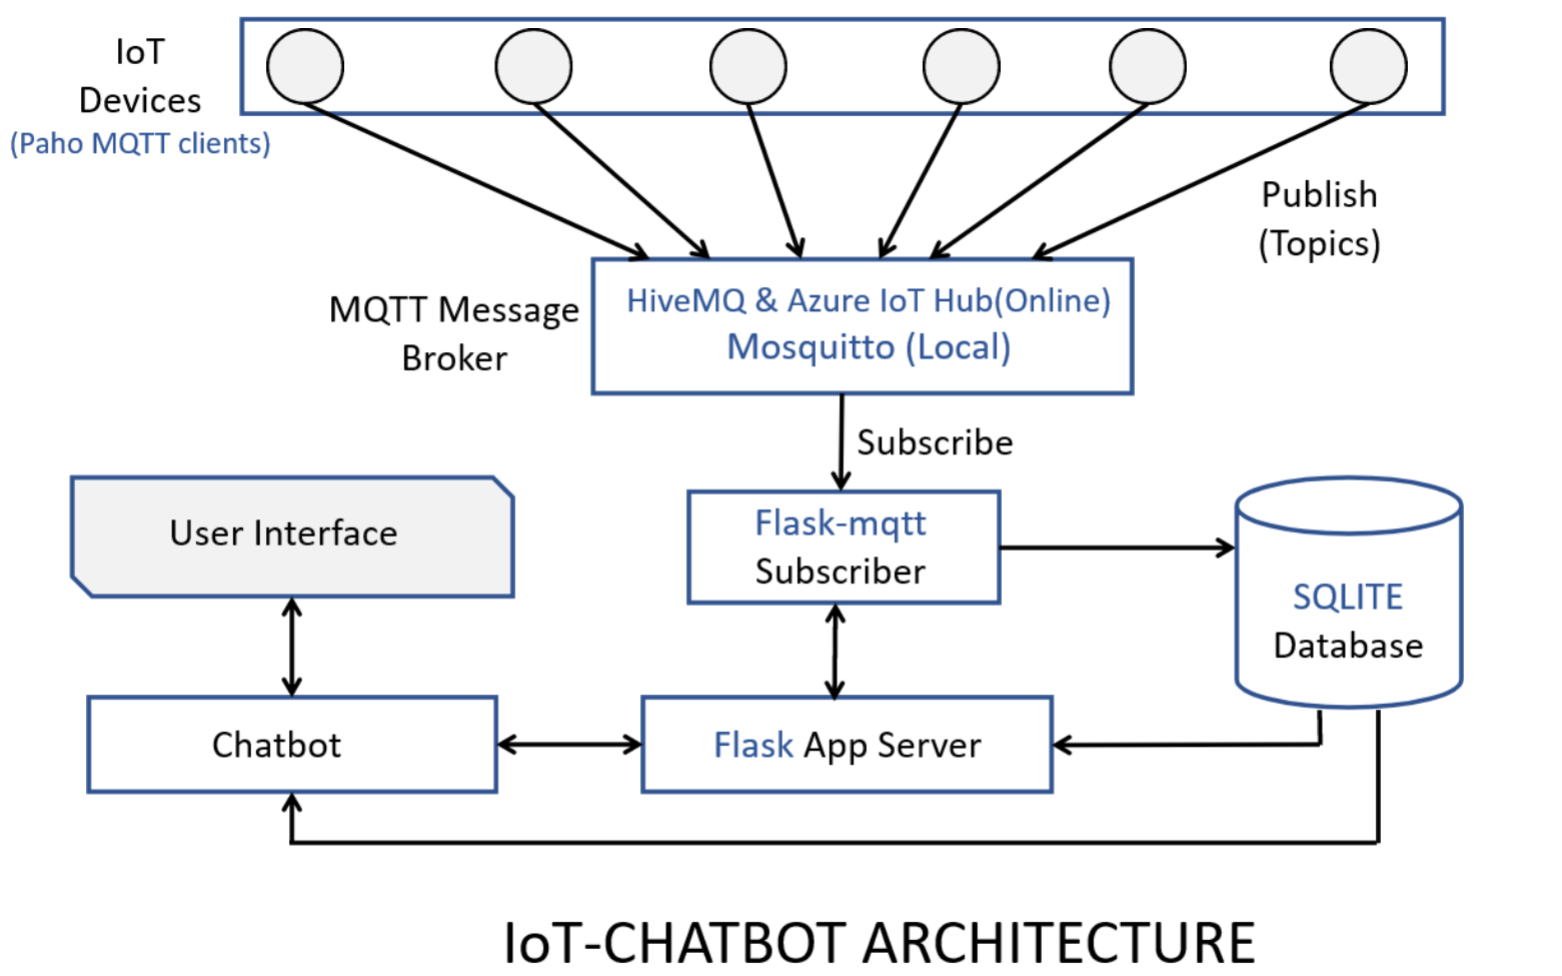 IoT
Devices
(Paho MQTT clients)
Publish
(Topics)
MQTT Message
Broker
HiveMQ & Azure IoT Hub(Online)
Mosquitto (Local)
Subscribe
User Interface
Flask-mqtt
Subscriber
SQLITE
Database
Chatbot
Flask App Server
IoT-CHATBOT ARCHITECTURE